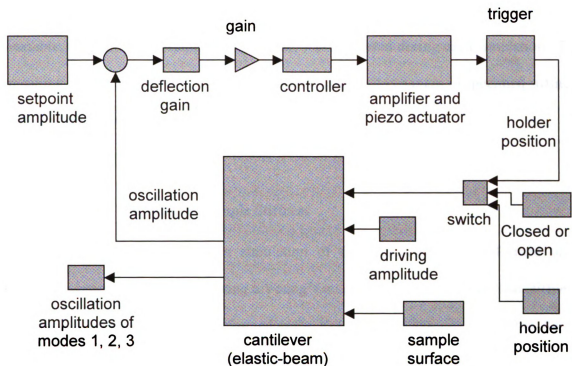 gain
trigger
setpoint
amplitude
deflection
gain
controller
amplifier and
piezo actuator
holder
position
oscillation
amplitude
switch
Closed or
open
driving
amplitude
oscillation
amplitudes of
modes 1, 2, 3
cantilever
(elastic-beam)
sample
surface
holder
position